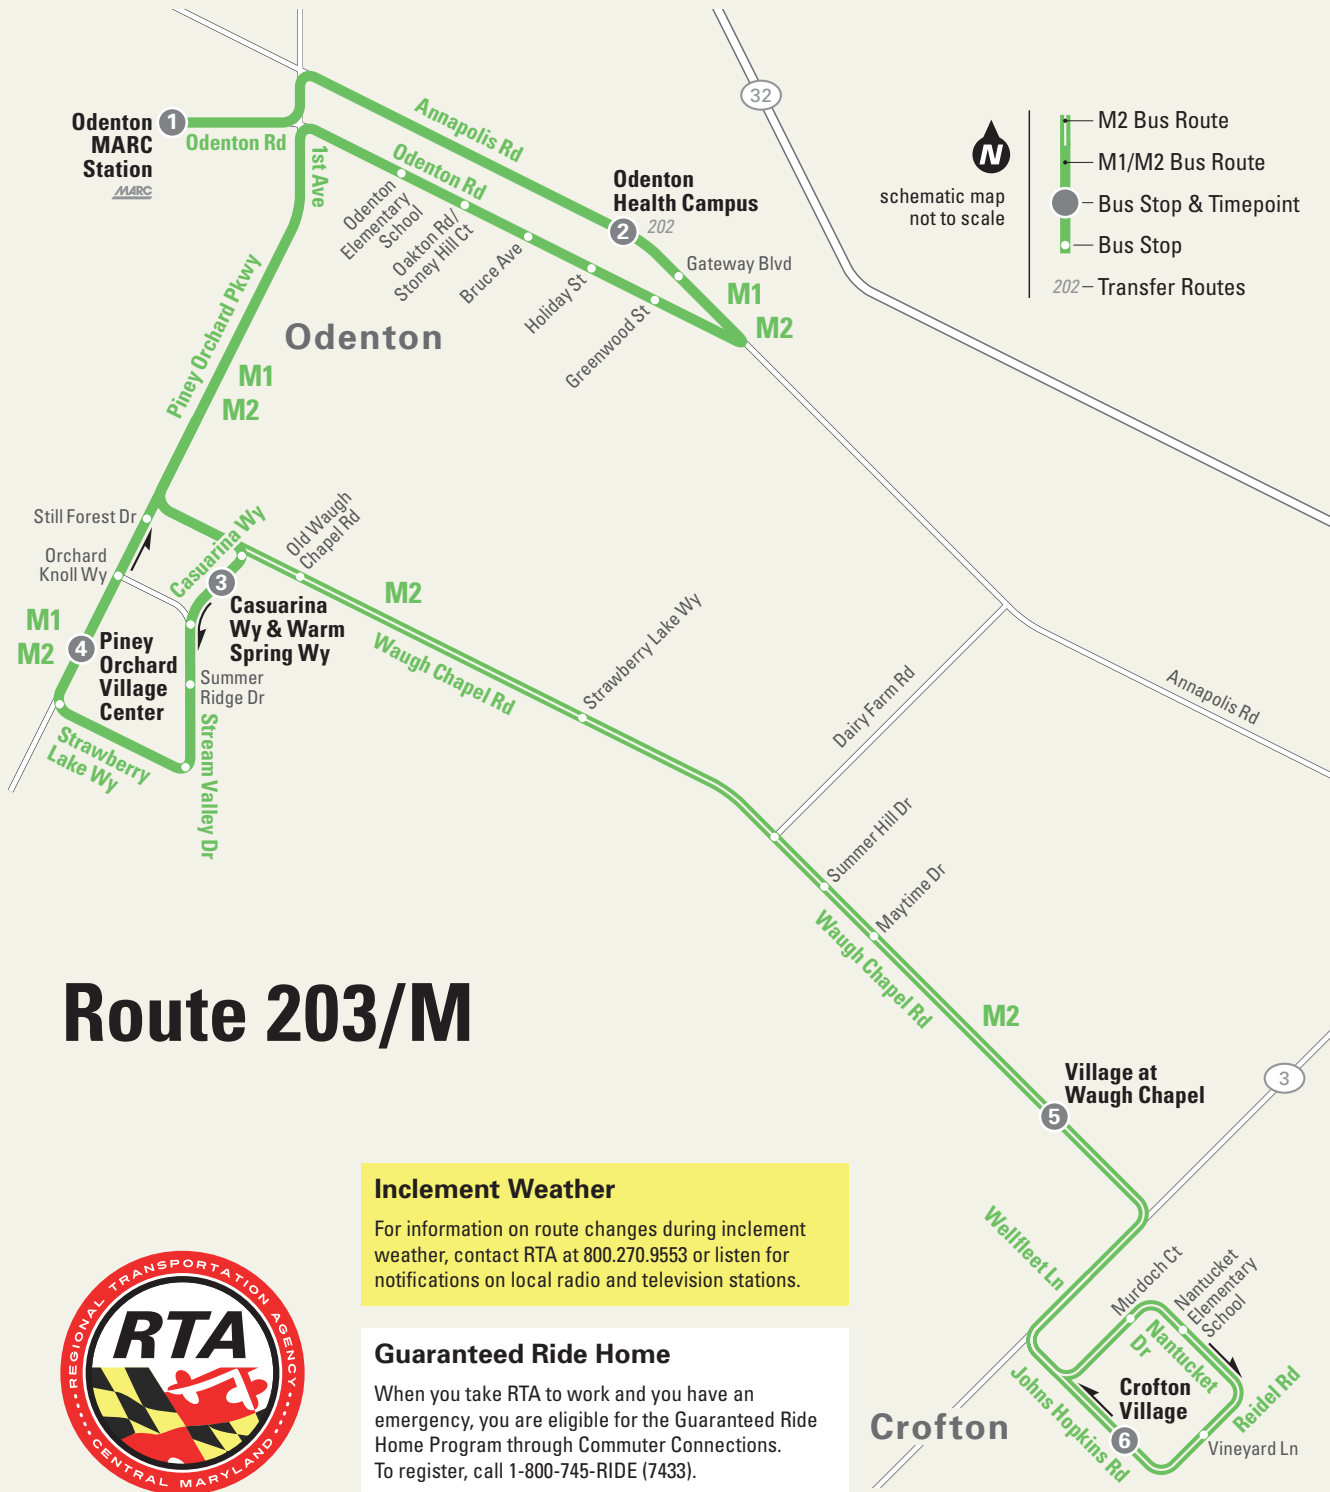 32
Annapolis Rd
Odenton
MARC
Station
MARC
1
Odenton Rd
1st Ave
Odenton Rd
Odenton
Elementary
School
Oakton Rd/
Stoney Hill Ct
Bruce Ave
Holiday St
Greenwood St
Odenton
Health Campus
2
202
Gateway Blvd
M1
M2
N
schematic map
not to scale
M2 Bus Route
M1/M2 Bus Route
Bus Stop & Timepoint
Bus Stop
202
Transfer Routes
Piney Orchard Pkwy
Odenton
M1
M2
Still Forest Dr
Orchard
Knoll Wy
Casuarina Wy
Old Waugh
Chapel Rd
3
Casuarina
Wy & Warm
Spring Wy
M2
Waugh Chapel Rd
Strawberry Lake Wy
M1
M2
4
Piney
Orchard
Village
Center
Summer
Ridge Dr
Strawberry
Lake Wy
Stream Valley Dr
Dairy Farm Rd
Annapolis Rd
Summer Hill Dr
Maytime Dr
Waugh Chapel Rd
M2
Route 203/M
Village at
Waugh Chapel
5
3
Wellfleet Ln
Murdoch Ct
Nantucket
Elementary
School
Nantucket
Dr
Reidel Rd
Johns Hopkins Rd
Crofton
Village
6
Vineyard Ln
Crofton
Inclement Weather
For information on route changes during inclement
weather, contact RTA at 800.270.9553 or listen for
notifications on local radio and television stations.
Guaranteed Ride Home
When you take RTA to work and you have an
emergency, you are eligible for the Guaranteed Ride
Home Program through Commuter Connections.
To register, call 1-800-745-RIDE (7433).
REGIONAL TRANSPORTATION AGENCY
RTA
CENTRAL MARYLAND